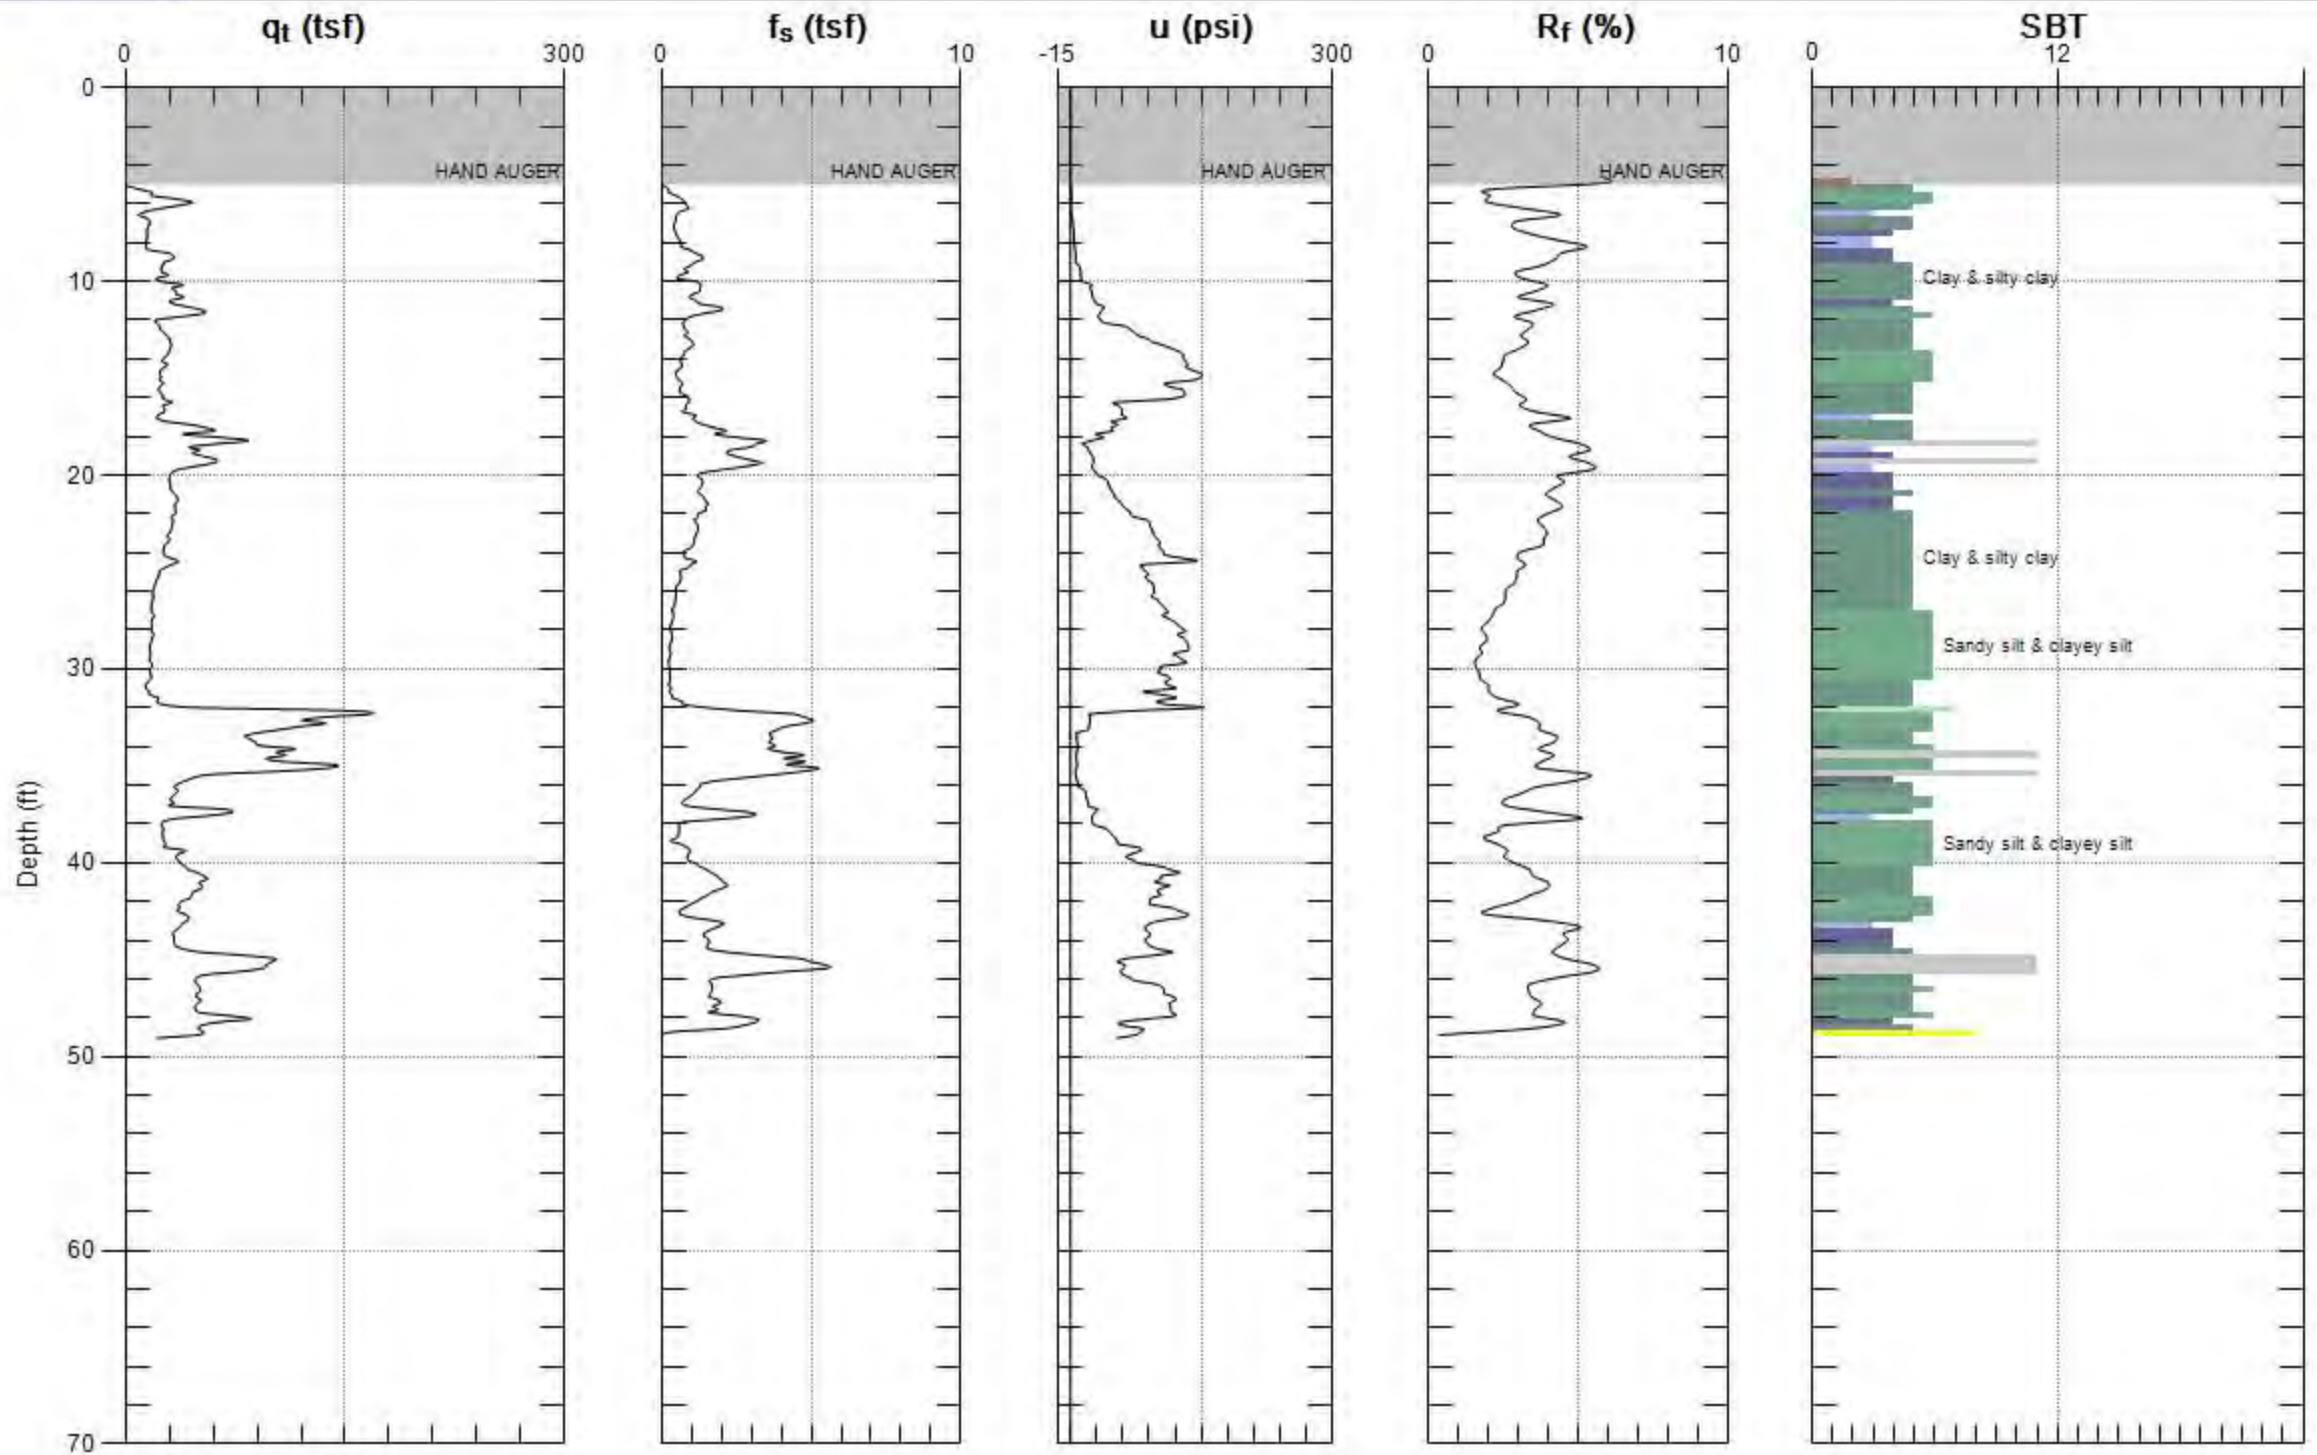 qt (tsf) fs (tsf) u (psi) Rf (%) SBT
0 300 0 10 -15 300 0 10 0 12
0
HAND AUGER HAND AUGER HAND AUGER HAND AUGER
10 Clay & silty clay
20
Clay & silty clay
Sandy silt & clayey silt
30
Depth (ft)
Sandy silt & clayey silt
40
50
60
70